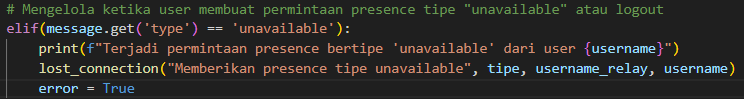 # Mengelola ketika user membuat permintaan presence tipe "unavailable" atau logout
elif(message.get('type') == 'unavailable'):
    print(f"Terjadi permintaan presence bertipe 'unavailable' dari user {username}")
    lost_connection("Memberikan presence tipe unavailable", tipe, username_relay, username)
    error = True